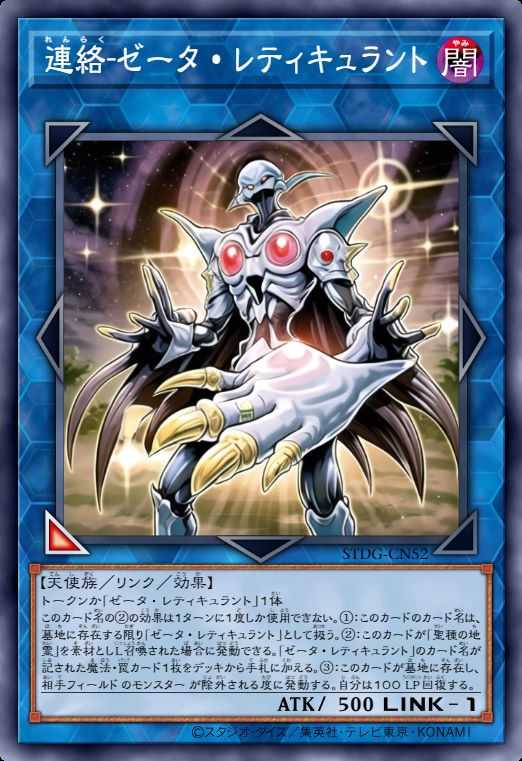 れんらく
連絡-ゼータ・レティキュラント
やみ
闇
STDG-CN52
【天使族／リンク／効果】
トークンか「ゼータ・レティキュラント」1体
このカード名の②の効果は1ターンに1度しか使用できない。①：このカードのカード名は、
墓地に存在する限り「ゼータ・レティキュラント」として扱う。②：このカードが「聖種の地
霊」を素材としL召喚された場合に発動できる。「ゼータ・レティキュラント」のカード名が
記された魔法・罠カード1枚をデッキから手札に加える。③：このカードが墓地に存在し、
相手フィールドのモンスターが除外される度に発動する。自分は100LP回復する。
ATK/ 500 LINK-1
©スタジオ・ダイス/集英社・テレビ東京・KONAMI